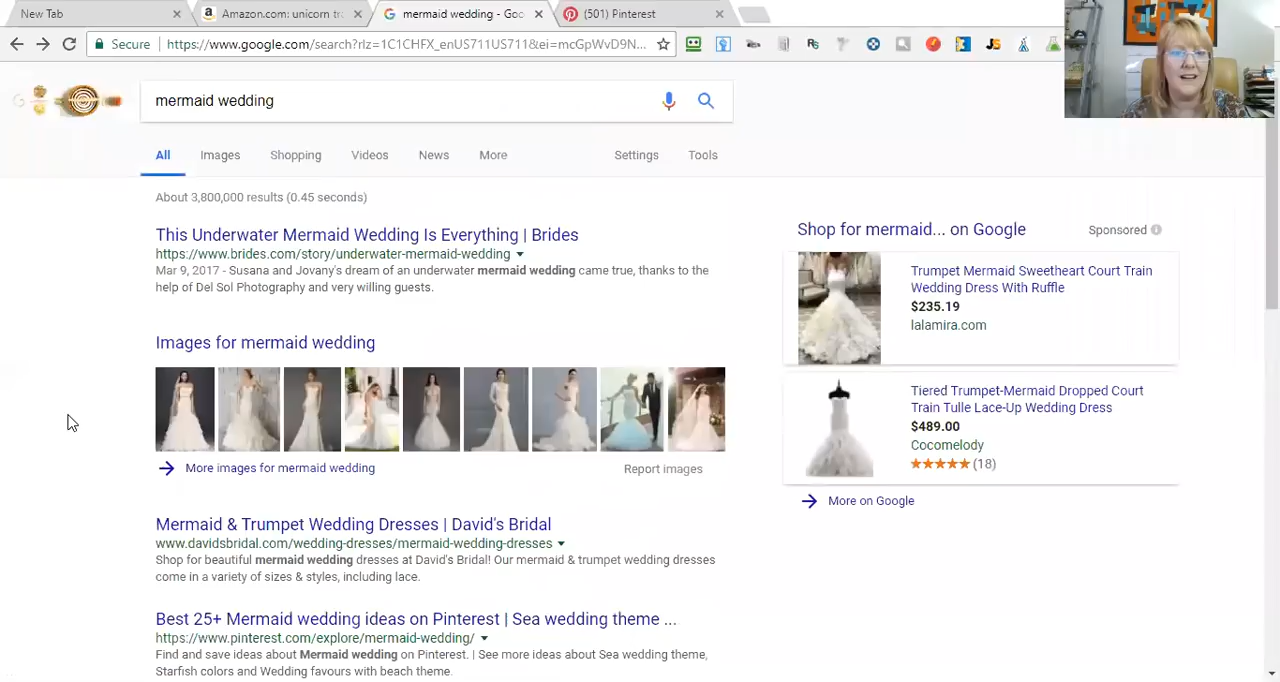 New Tab
Amazon.com: unicorn tr
mermaid wedding - Goo
(501) Pinterest
Secure
https://www.google.com/search?rlz=1C1CHFX_enUS711US711&ei=mcGpWvD9N...
mermaid wedding
All Images Shopping Videos News More Settings Tools
About 3,800,000 results (0.45 seconds)
This Underwater Mermaid Wedding Is Everything | Brides
https://www.brides.com/story/underwater-mermaid-wedding
Mar 9, 2017 - Susana and Jovany's dream of an underwater mermaid wedding came true, thanks to the
help of Del Sol Photography and very willing guests.
Images for mermaid wedding
More images for mermaid wedding
Report images
Mermaid & Trumpet Wedding Dresses | David's Bridal
www.davidsbridal.com/wedding-dresses/mermaid-wedding-dresses
Shop for beautiful mermaid wedding dresses at David's Bridal! Our mermaid & trumpet wedding dresses
come in a variety of sizes & styles, including lace.
Best 25+ Mermaid wedding ideas on Pinterest | Sea wedding theme ...
https://www.pinterest.com/explore/mermaid-wedding/
Find and save ideas about Mermaid wedding on Pinterest. | See more ideas about Sea wedding theme,
Starfish colors and Wedding favours with beach theme.
Shop for mermaid... on Google
Sponsored
Trumpet Mermaid Sweetheart Court Train
Wedding Dress With Ruffle
$235.19
lalamira.com
Tiered Trumpet-Mermaid Dropped Court
Train Tulle Lace-Up Wedding Dress
$489.00
Cocomelody
(18)
More on Google